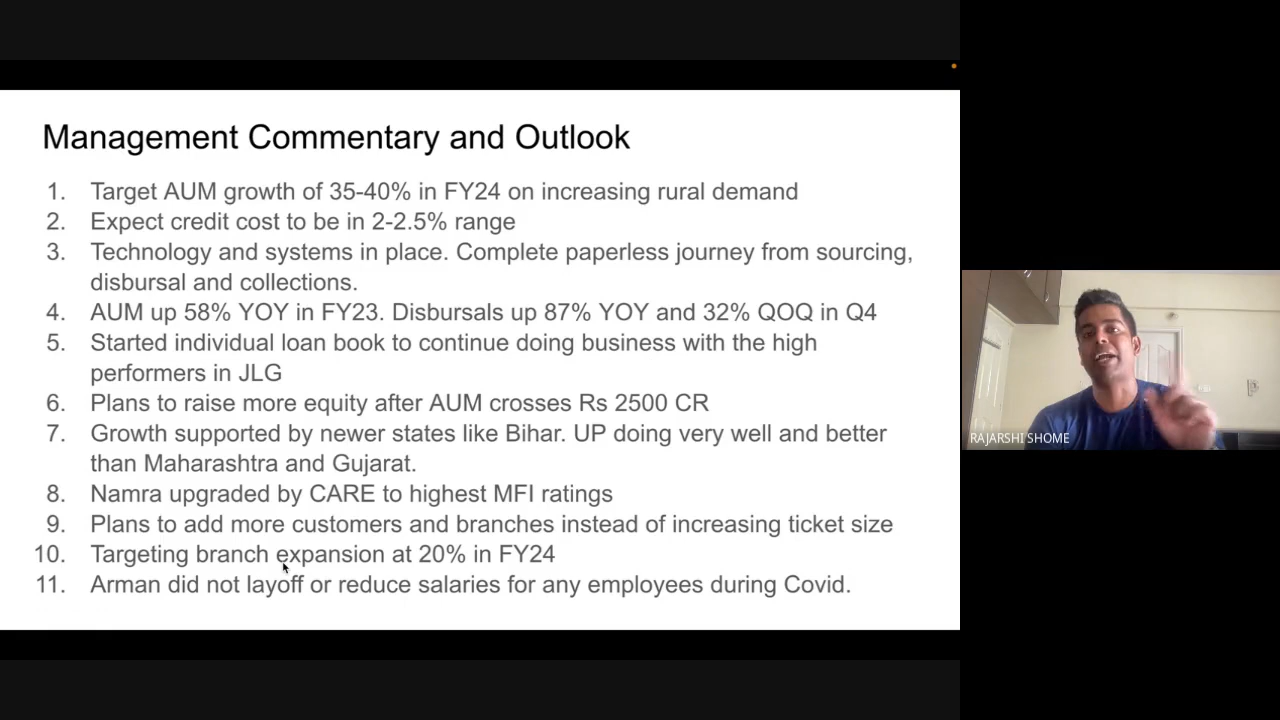 Management Commentary and Outlook
1. Target AUM growth of 35-40% in FY24 on increasing rural demand
2. Expect credit cost to be in 2-2.5% range
3. Technology and systems in place. Complete paperless journey from sourcing,
disbursal and collections.
4. AUM up 58% YOY in FY23. Disbursals up 87% YOY and 32% QOQ in Q4
5. Started individual loan book to continue doing business with the high
performers in JLG
6. Plans to raise more equity after AUM crosses Rs 2500 CR
7. Growth supported by newer states like Bihar. UP doing very well and better
than Maharashtra and Gujarat.
8. Namra upgraded by CARE to highest MFI ratings
9. Plans to add more customers and branches instead of increasing ticket size
10. Targeting branch expansion at 20% in FY24
11. Arman did not layoff or reduce salaries for any employees during Covid.
RAJARSHI SHOME